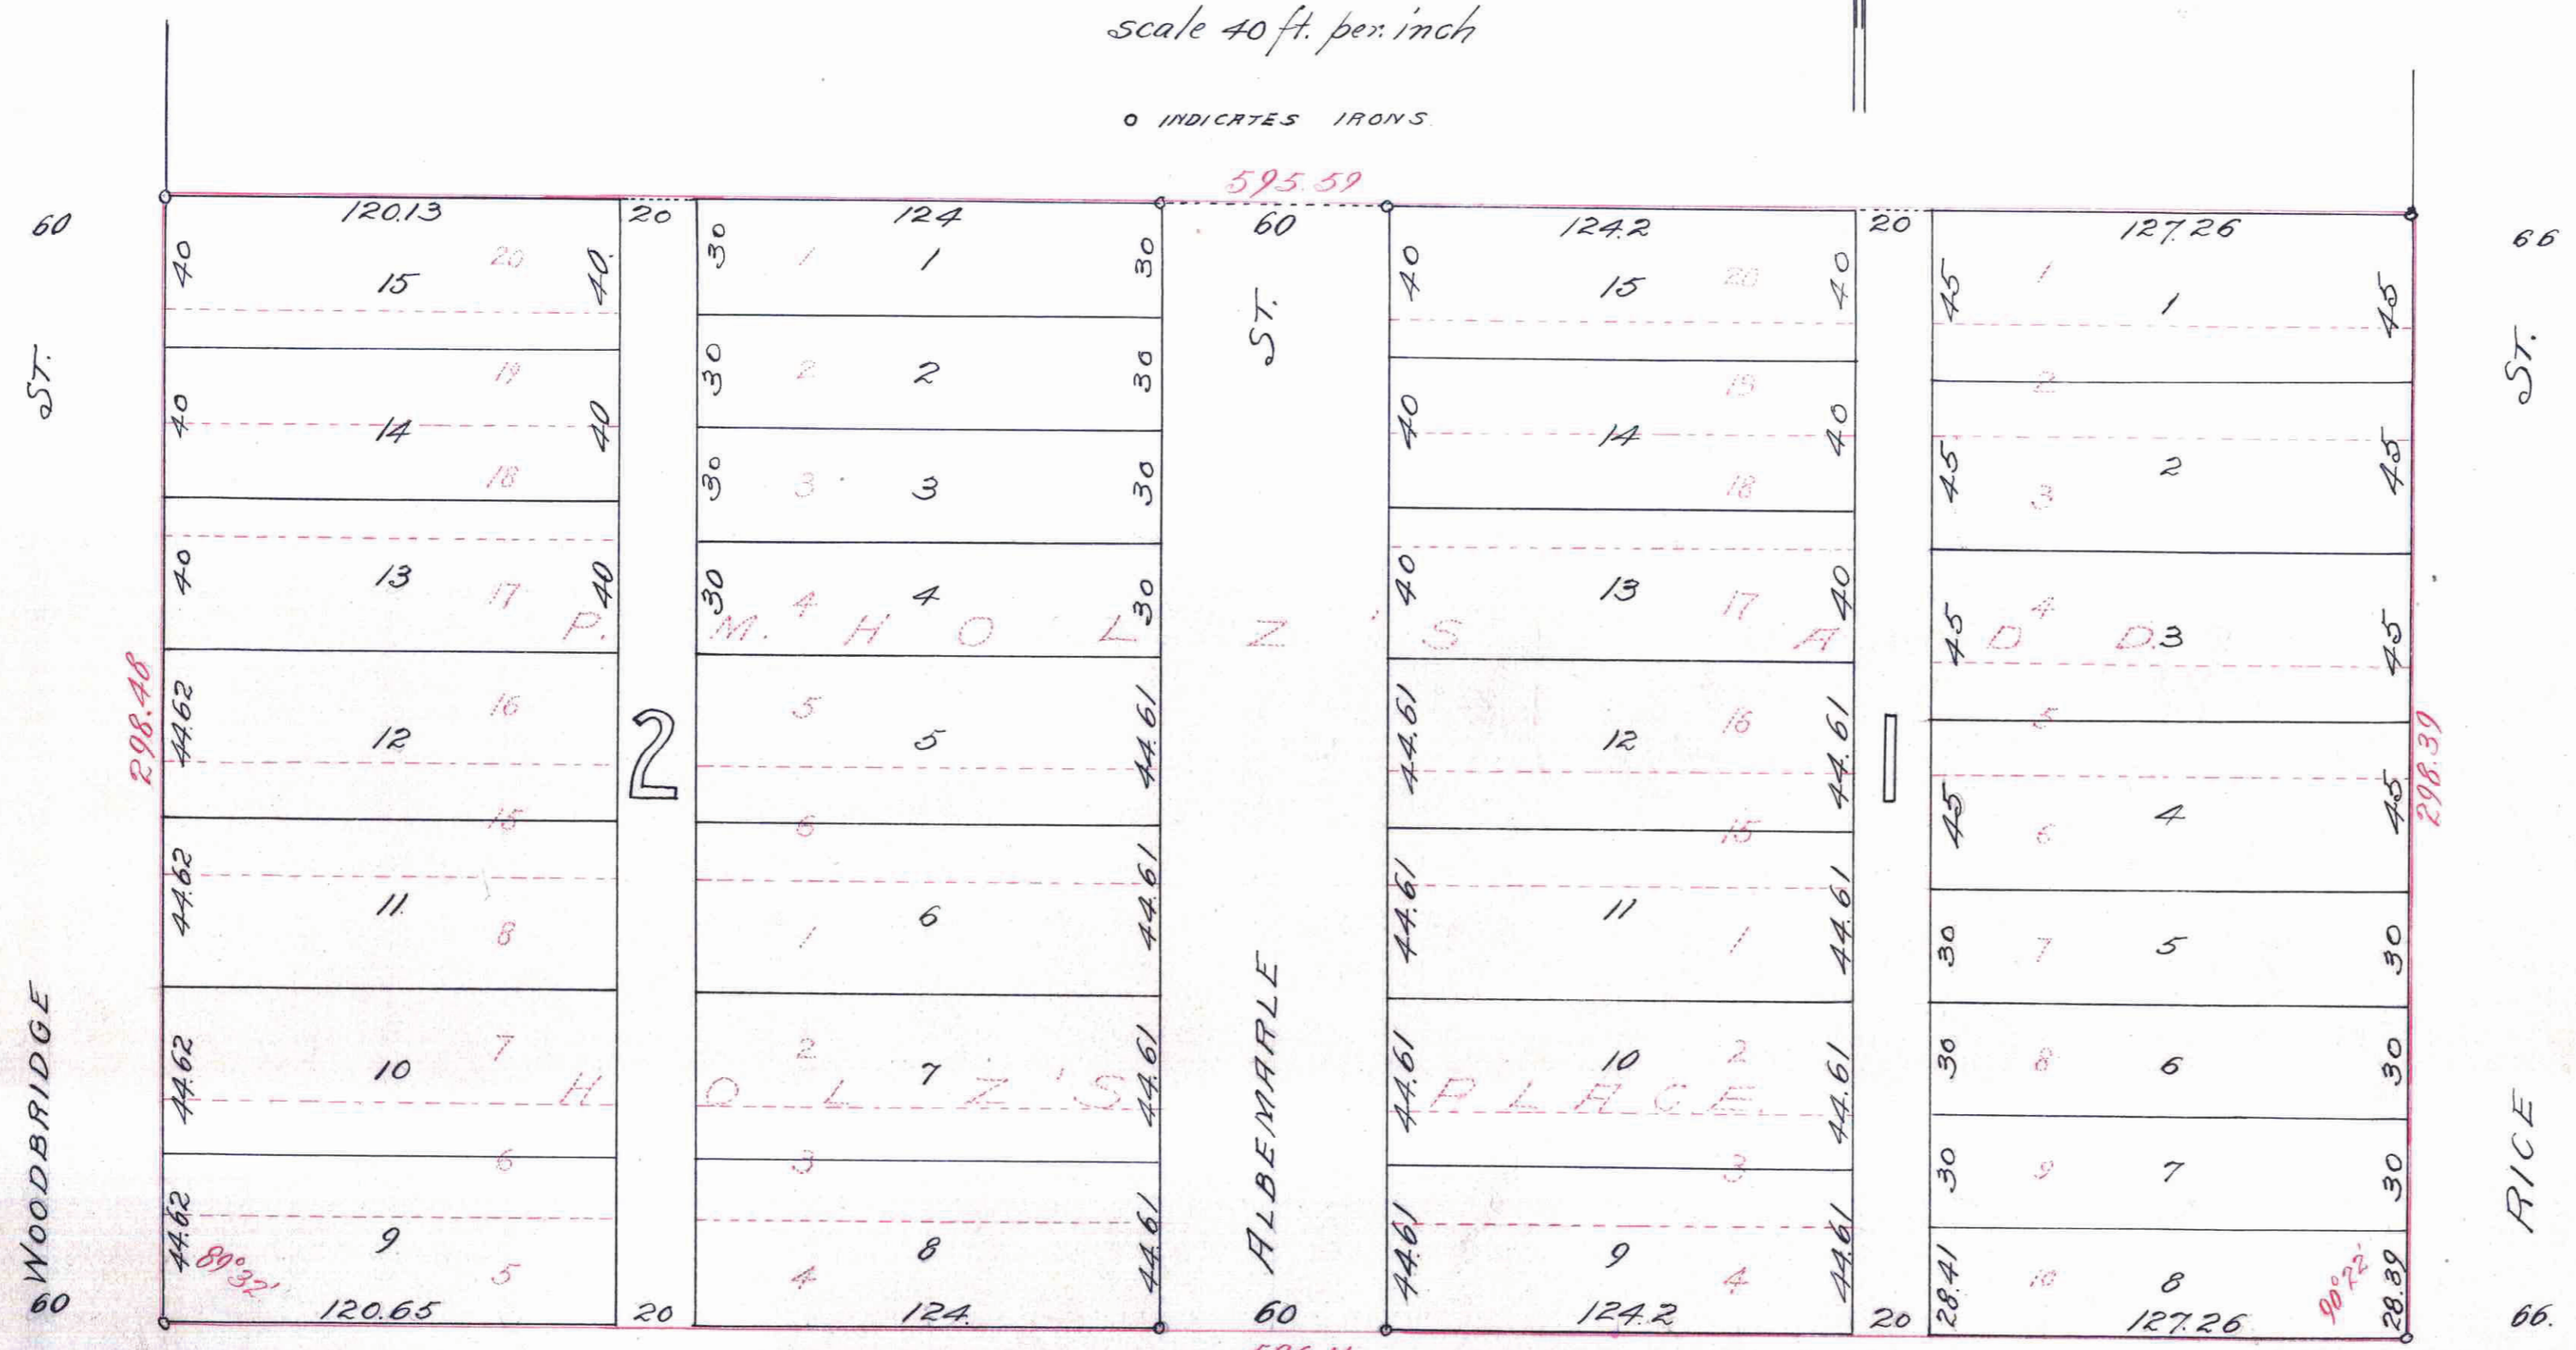 scale 40 ft. per. inch
o INDICATES IRONS
595.59
60 120.13 20 124 60 124.2 20 127.26 66
40 15 20 40. 30 1 1 30 40 15 20 40 45 1 1 45
ST. ST. ST.
19 30 2 2 30 19 2
40 14 40 40 14 40
18 30 3 3 30 18 45 3 2 45
40 13 17 40 30 4 4 30 40 13 17 40 4
P. M. HOLZ'S ADD.
45 3 45
298.48
44.62 12 16 5 5 44.61 44.61 12 16 44.61 5
2 1
298.39
15 6 15 45 6 4 45
44.62 11. 8 1 6 44.61 44.61 11 1 44.61 30 7 5 30
44.62 10 7 2 7 44.61 44.61 10 2 44.61 30 8 6 30
HOLZ'S PLACE.
6 3 3 30 9 7 30
44.62 9 5 4 8 44.61 44.61 9 4 44.61 28.41 10 8 28.39
89°32' 90°22'
WOODBRIDGE ALBEMARLE RICE
60 120.65 20 124. 60 124.2 20 127.26 66.